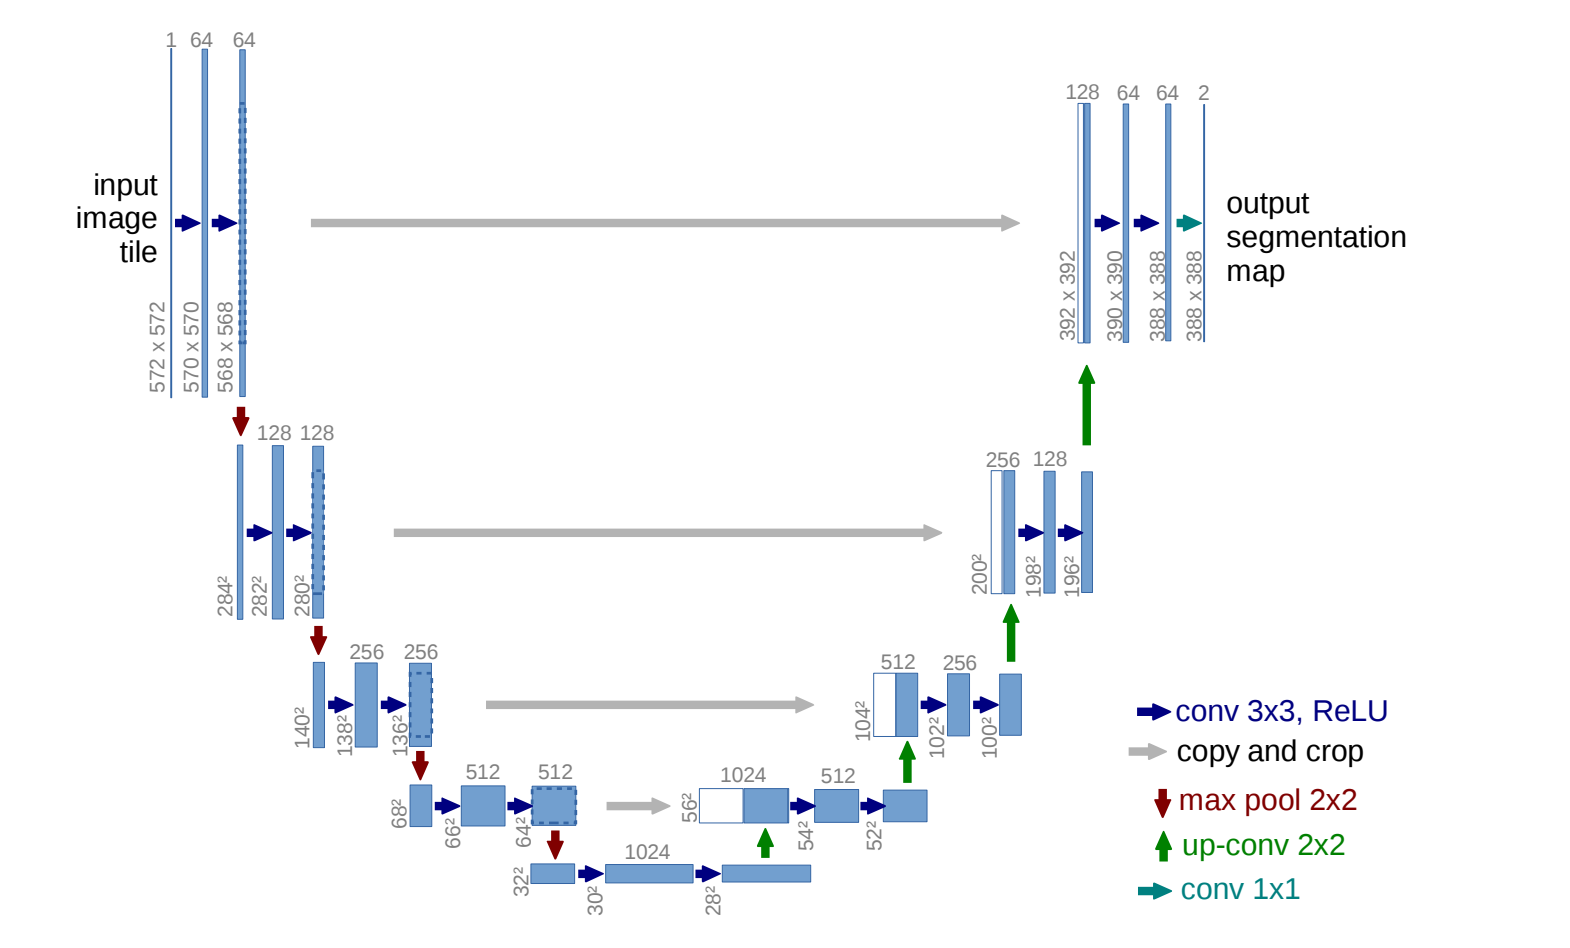 1 64 64
input
image
tile
572 x 572
570 x 570
568 x 568
128 64 64 2
output
segmentation
map
392 x 392
390 x 390
388 x 388
388 x 388
128 128
284²
282²
280²
256 128
200²
198²
196²
256 256
140²
138²
136²
512 256
104²
102²
100²
512 512
68²
66²
64²
1024 512
56²
54²
52²
1024
32²
30²
28²
conv 3x3, ReLU
copy and crop
max pool 2x2
up-conv 2x2
conv 1x1